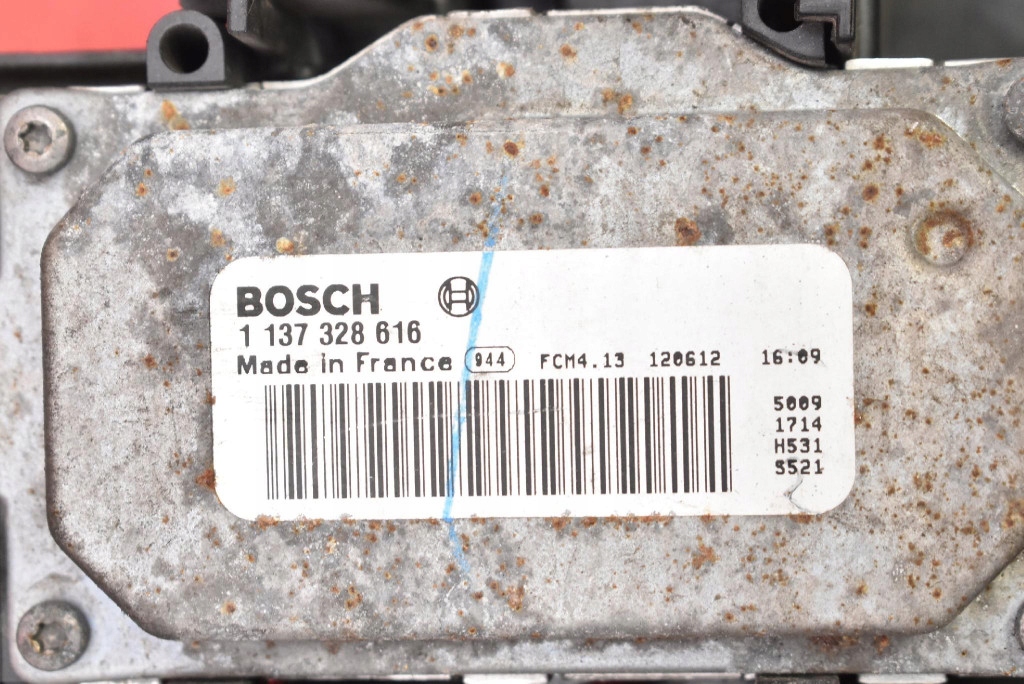 BOSCH
1 137 328 616
Made in France 944 FCM4.13 120612 16:09
5009
1714
H531
S521